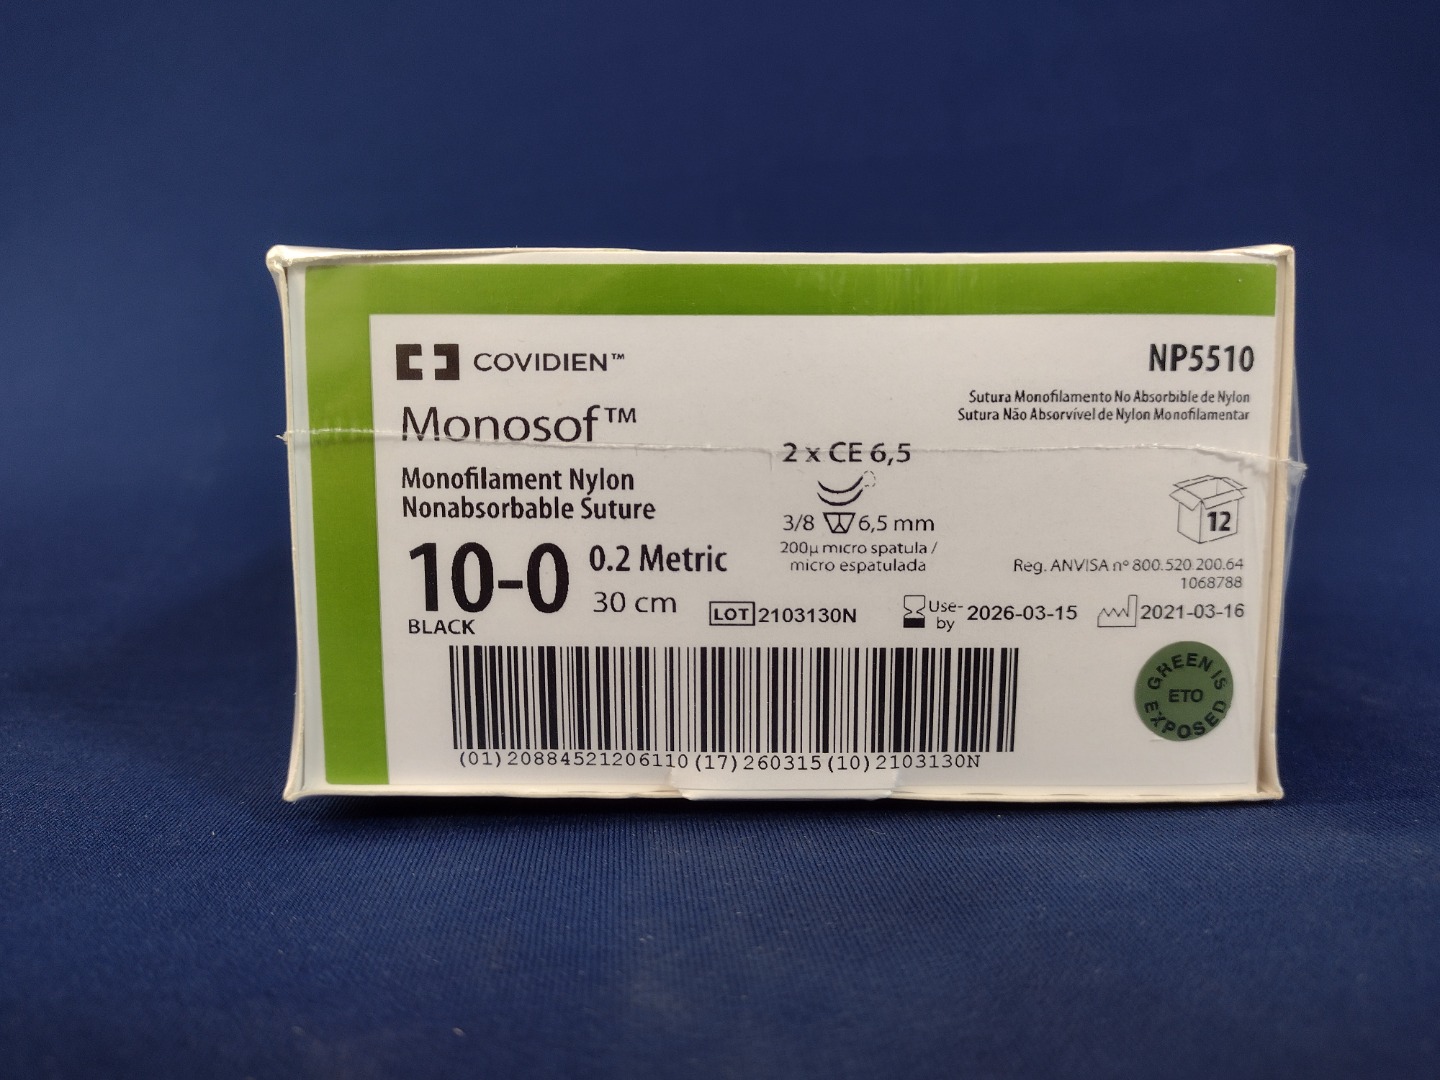 COVIDIEN™
NP5510
Sutura Monofilamento No Absorbible de Nylon
Sutura Não Absorvível de Nylon Monofilamentar
Monosof™
Monofilament Nylon
Nonabsorbable Suture
2 x CE 6,5
3/8 6,5 mm
200µ micro spatula /
micro espatulada
12
10-0 0.2 Metric
30 cm
BLACK
Reg. ANVISA nº 800.520.200.64
1068788
LOT 2103130N
Use-by 2026-03-15
2021-03-16
GREEN IS
ETO
EXPOSED
(01)20884521206110(17)260315(10)2103130N